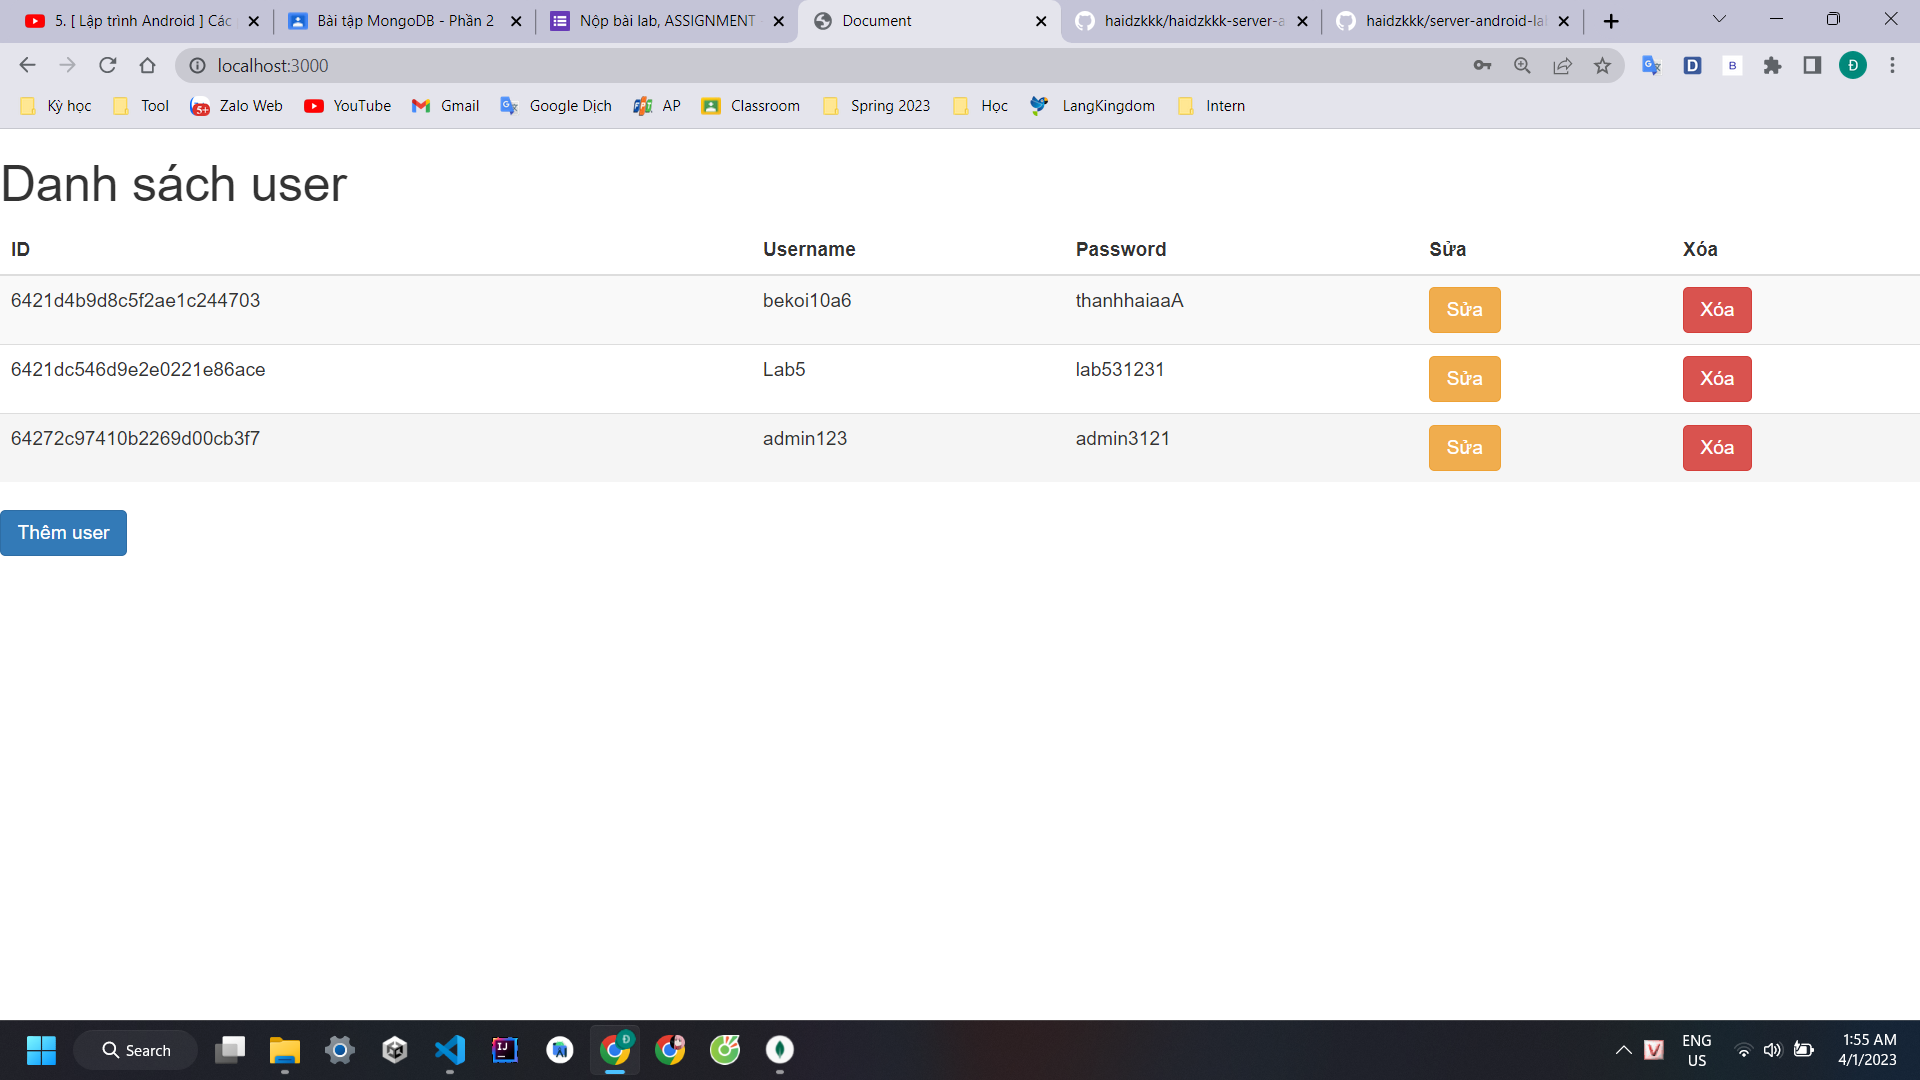 5. [ Lập trình Android ] Các
Bài tập MongoDB - Phần 2
Nộp bài lab, ASSIGNMENT -
Document
haidzkkk/haidzkkk-server-a
haidzkkk/server-android-la
localhost:3000
Kỳ học
Tool
Zalo Web
YouTube
Gmail
Google Dịch
AP
Classroom
Spring 2023
Học
LangKingdom
Intern
Danh sách user
ID Username Password Sửa Xóa
6421d4b9d8c5f2ae1c244703 bekoi10a6 thanhhaiaaA Sửa Xóa
6421dc546d9e2e0221e86ace Lab5 lab531231 Sửa Xóa
64272c97410b2269d00cb3f7 admin123 admin3121 Sửa Xóa
Thêm user
Search
ENG
US
1:55 AM
4/1/2023